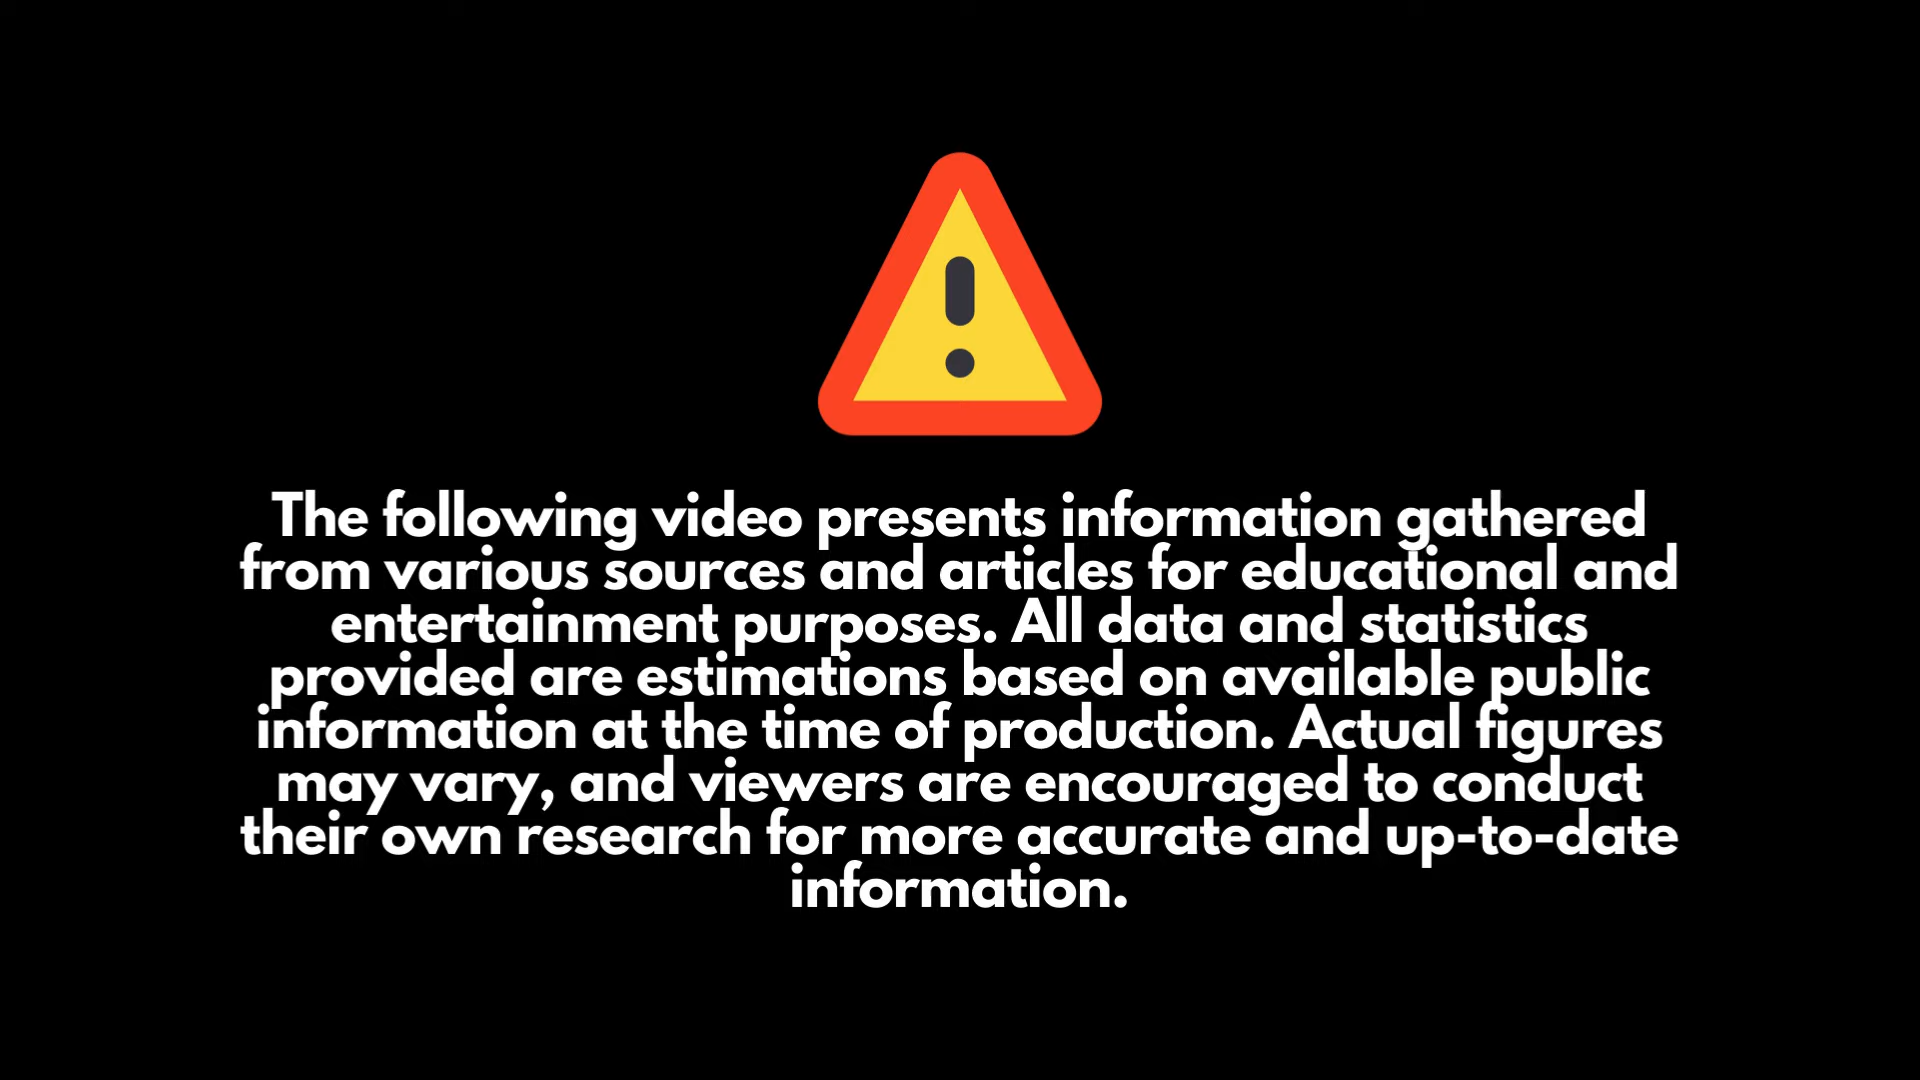 The following video presents information gathered
from various sources and articles for educational and
entertainment purposes. All data and statistics
provided are estimations based on available public
information at the time of production. Actual figures
may vary, and viewers are encouraged to conduct
their own research for more accurate and up-to-date
information.